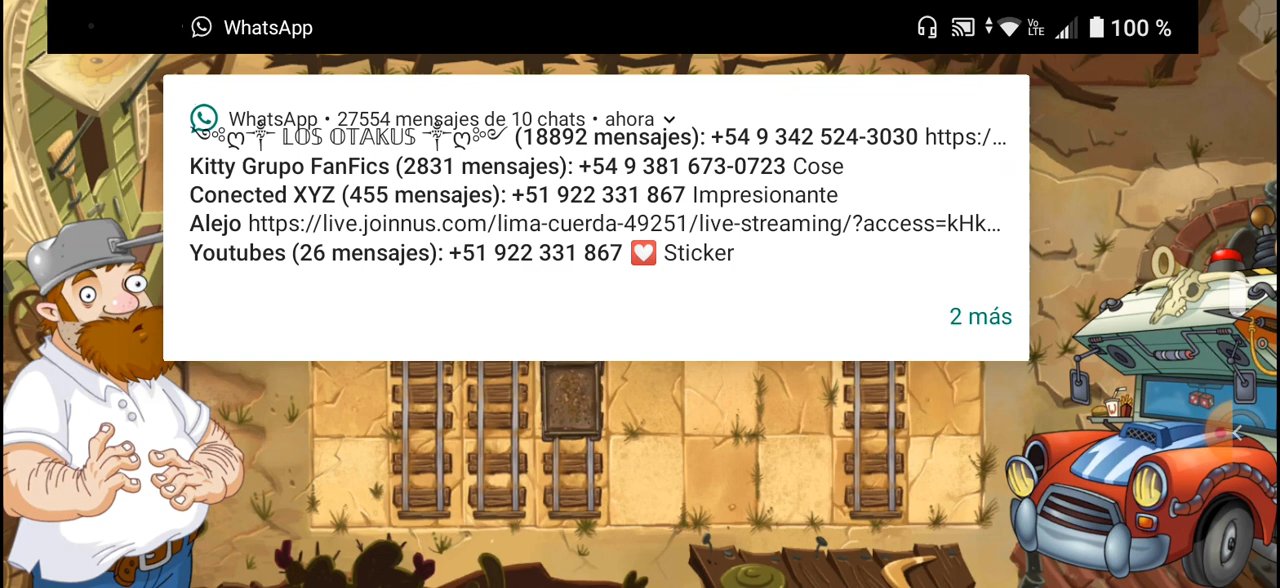 WhatsApp VoLTE 100 %
WhatsApp • 27554 mensajes de 10 chats • ahora
༺ღ༒ 𝕃𝕆𝕊 𝕆𝕋𝔸𝕂𝕌𝕊 ༒ღ༻ (18892 mensajes): +54 9 342 524-3030 https:/...
Kitty Grupo FanFics (2831 mensajes): +54 9 381 673-0723 Cose
Conected XYZ (455 mensajes): +51 922 331 867 Impresionante
Alejo https://live.joinnus.com/lima-cuerda-49251/live-streaming/?access=kHk...
Youtubes (26 mensajes): +51 922 331 867 💟 Sticker
2 más